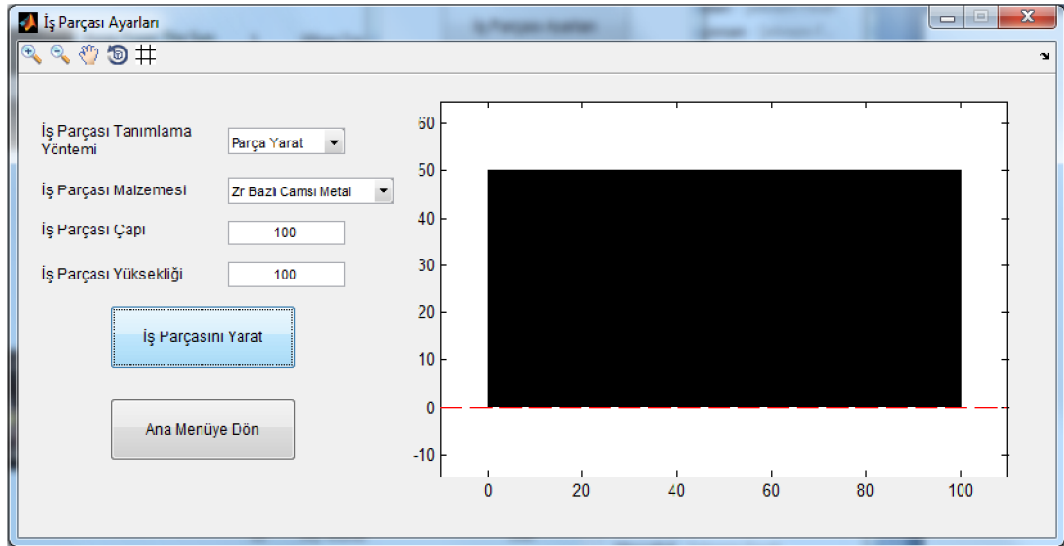 İş Parçası Ayarları
İş Parçası Tanımlama
Yöntemi
Parça Yarat
İş Parçası Malzemesi
Zr Bazlı Camsı Metal
İş Parçası Çapı
100
İş Parçası Yüksekliği
100
İş Parçasını Yarat
Ana Menüye Dön
60
50
40
30
20
10
0
-10
0 20 40 60 80 100